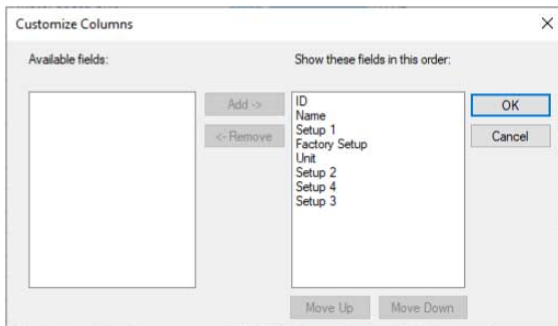 Customize Columns
Available fields:
Show these fields in this order:
Add ->
<- Remove
ID
Name
Setup 1
Factory Setup
Unit
Setup 2
Setup 4
Setup 3
OK
Cancel
Move Up
Move Down